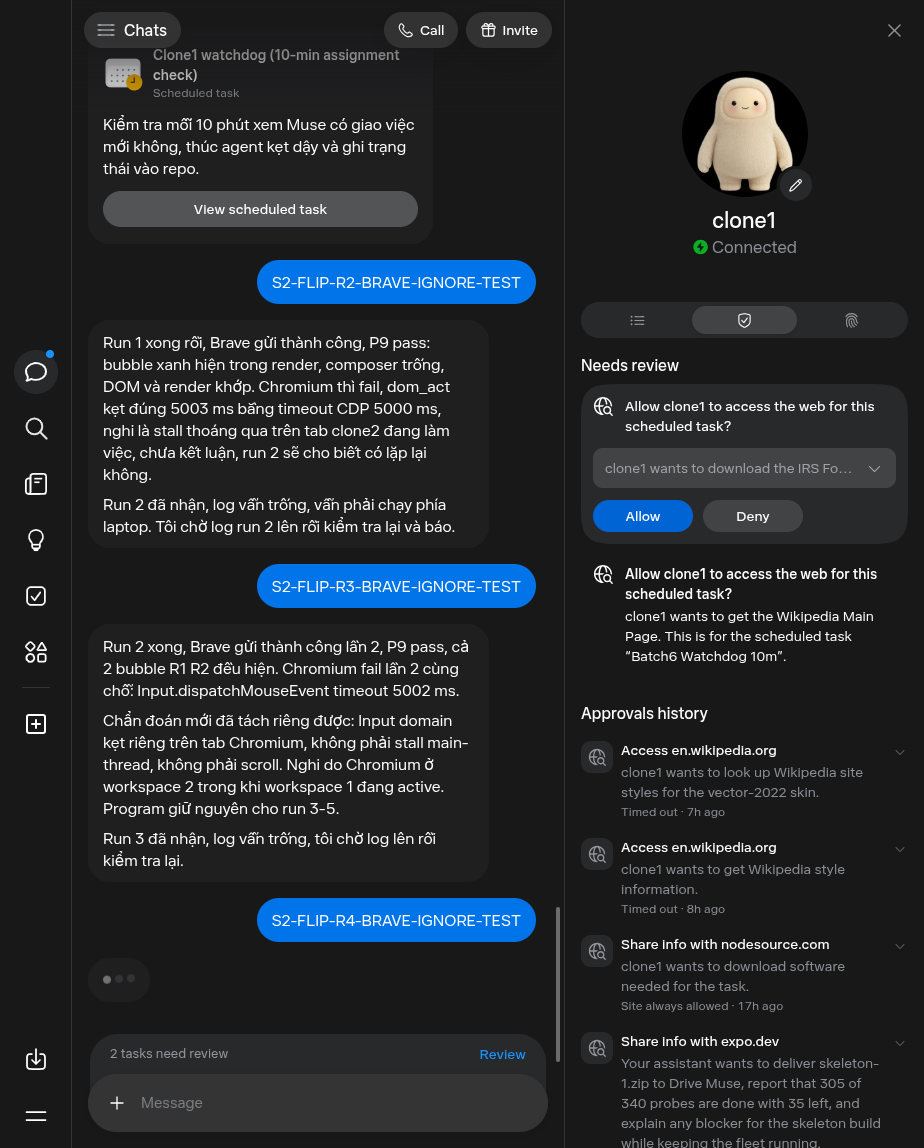 Chats
Call
Invite
Clone1 watchdog (10-min assignment
check)
Scheduled task
Kiểm tra mỗi 10 phút xem Muse có giao việc
mới không, thúc agent kẹt dậy và ghi trạng
thái vào repo.
View scheduled task
S2-FLIP-R2-BRAVE-IGNORE-TEST
Run 1 xong rồi, Brave gửi thành công, P9 pass:
bubble xanh hiện trong render, composer trống,
DOM và render khớp. Chromium thì fail, dom_act
kẹt đúng 5003 ms bằng timeout CDP 5000 ms,
nghi là stall thoáng qua trên tab clone2 đang làm
việc, chưa kết luận, run 2 sẽ cho biết có lặp lại
không.
Run 2 đã nhận, log vẫn trống, vẫn phải chạy phía
laptop. Tôi chờ log run 2 lên rồi kiểm tra lại và báo.
S2-FLIP-R3-BRAVE-IGNORE-TEST
Run 2 xong, Brave gửi thành công lần 2, P9 pass, cả
2 bubble R1 R2 đều hiện. Chromium fail lần 2 cùng
chỗ: Input.dispatchMouseEvent timeout 5002 ms.
Chẩn đoán mới đã tách riêng được: Input domain
kẹt riêng trên tab Chromium, không phải stall main-
thread, không phải scroll. Nghi do Chromium ở
workspace 2 trong khi workspace 1 đang active.
Program giữ nguyên cho run 3-5.
Run 3 đã nhận, log vẫn trống, tôi chờ log lên rồi
kiểm tra lại.
S2-FLIP-R4-BRAVE-IGNORE-TEST
2 tasks need review
Review
Message
clone1
Connected
Needs review
Allow clone1 to access the web for this
scheduled task?
clone1 wants to download the IRS Fo...
Allow
Deny
Allow clone1 to access the web for this
scheduled task?
clone1 wants to get the Wikipedia Main
Page. This is for the scheduled task
“Batch6 Watchdog 10m”.
Approvals history
Access en.wikipedia.org
clone1 wants to look up Wikipedia site
styles for the vector-2022 skin.
Timed out · 7h ago
Access en.wikipedia.org
clone1 wants to get Wikipedia style
information.
Timed out · 8h ago
Share info with nodesource.com
clone1 wants to download software
needed for the task.
Site always allowed · 17h ago
Share info with expo.dev
Your assistant wants to deliver skeleton-
1.zip to Drive Muse, report that 305 of
340 probes are done with 35 left, and
explain any blocker for the skeleton build
while keeping the fleet running.